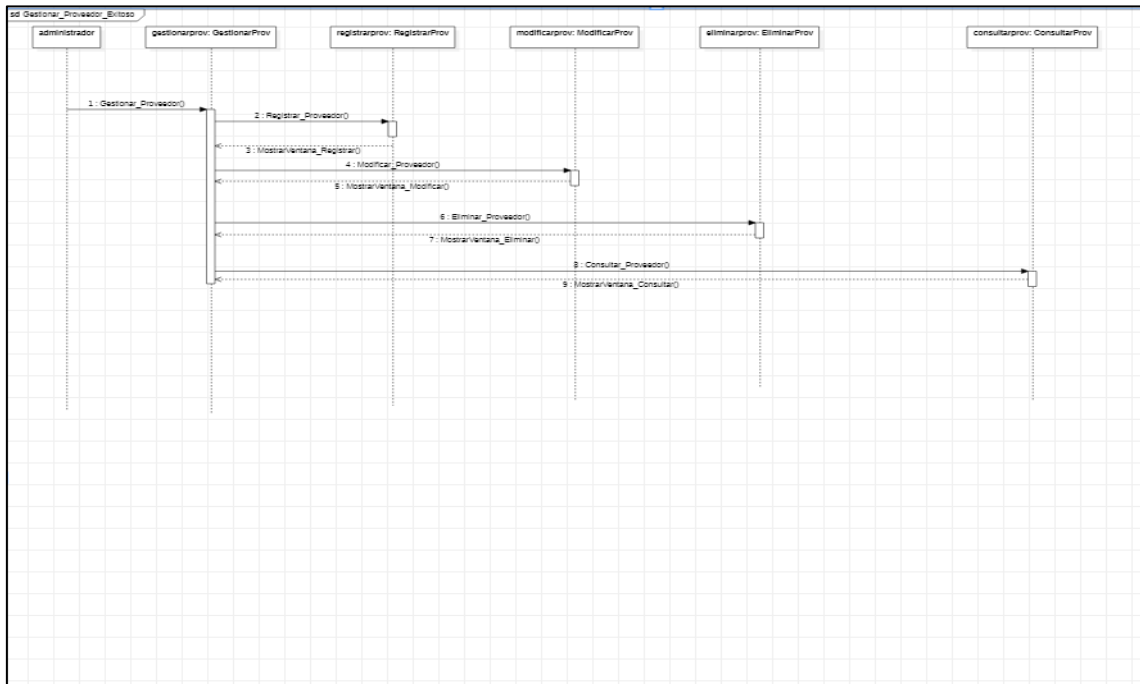 sd Gestionar_Proveedor_Exitoso
administrador
gestionarprov: GestionarProv
registrarprov: RegistrarProv
modificarprov: ModificarProv
eliminarprov: EliminarProv
consultarprov: ConsultarProv
1 : Gestionar_Proveedor()
2 : Registrar_Proveedor()
3 : MostrarVentana_Registrar()
4 : Modificar_Proveedor()
5 : MostrarVentana_Modificar()
6 : Eliminar_Proveedor()
7 : MostrarVentana_Eliminar()
8 : Consultar_Proveedor()
9 : MostrarVentana_Consultar()